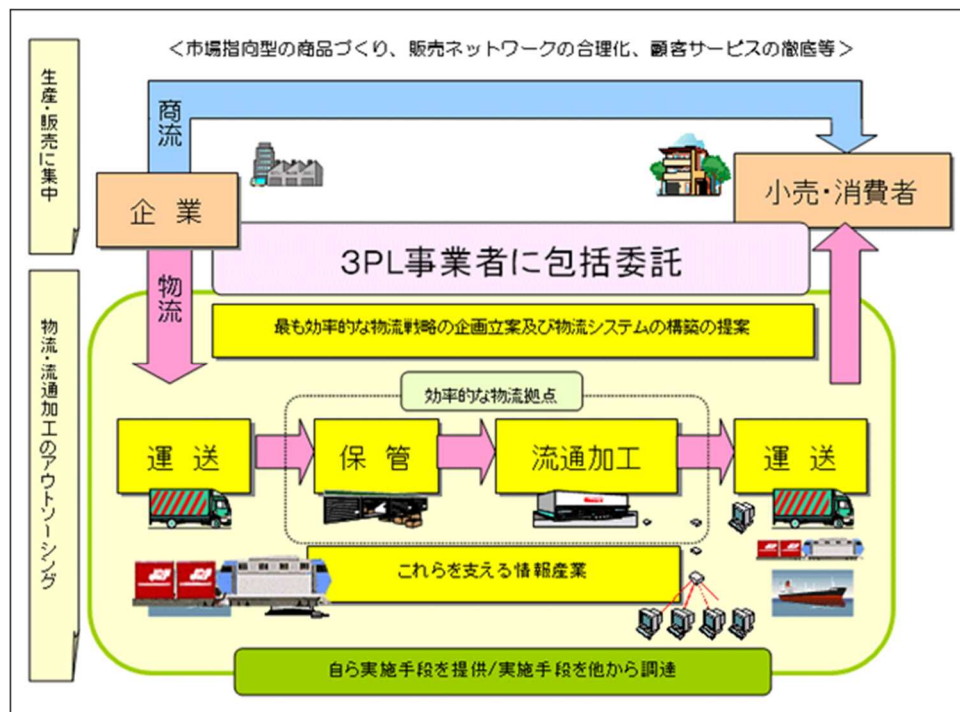 ＜市場指向型の商品づくり、販売ネットワークの合理化、顧客サービスの徹底等＞
生産・販売に集中
商流
企業
小売・消費者
3PL事業者に包括委託
物流
最も効率的な物流戦略の企画立案及び物流システムの構築の提案
物流・流通加工のアウトソーシング
効率的な物流拠点
運送
保管
流通加工
運送
これらを支える情報産業
自ら実施手段を提供/実施手段を他から調達